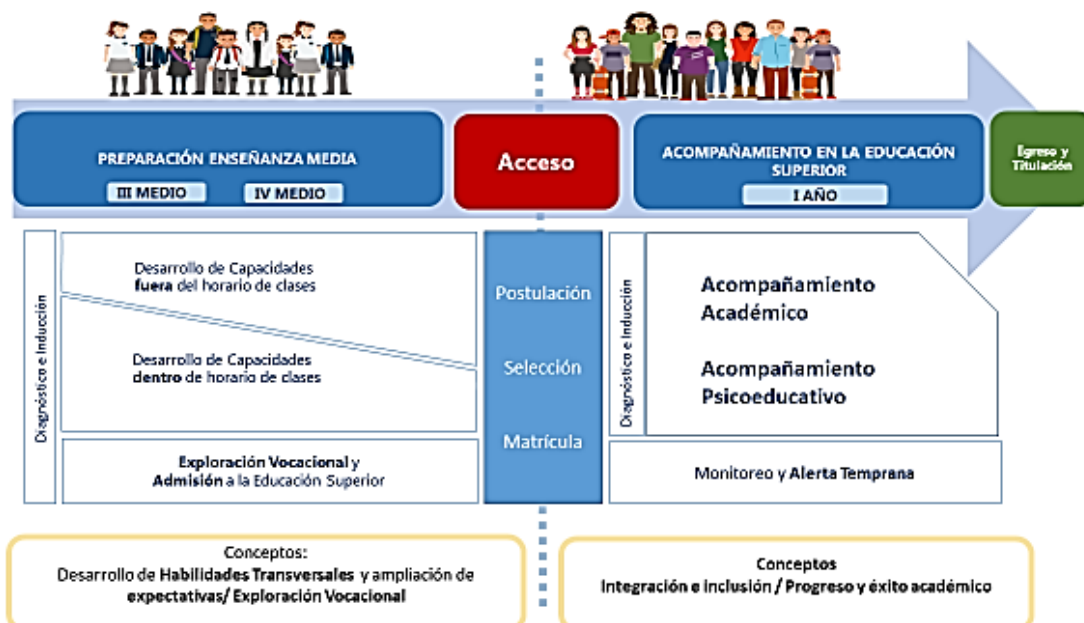 PREPARACIÓN ENSEÑANZA MEDIA
III MEDIO
IV MEDIO
Acceso
ACOMPAÑAMIENTO EN LA EDUCACIÓN
SUPERIOR
I AÑO
Egreso y
Titulación
Diagnóstico e Inducción
Desarrollo de Capacidades
fuera del horario de clases
Desarrollo de Capacidades
dentro de horario de clases
Exploración Vocacional y
Admisión a la Educación Superior
Postulación
Selección
Matrícula
Diagnóstico e Inducción
Acompañamiento
Académico
Acompañamiento
Psicoeducativo
Monitoreo y Alerta Temprana
Conceptos:
Desarrollo de Habilidades Transversales y ampliación de
expectativas/ Exploración Vocacional
Conceptos
Integración e Inclusión / Progreso y éxito académico